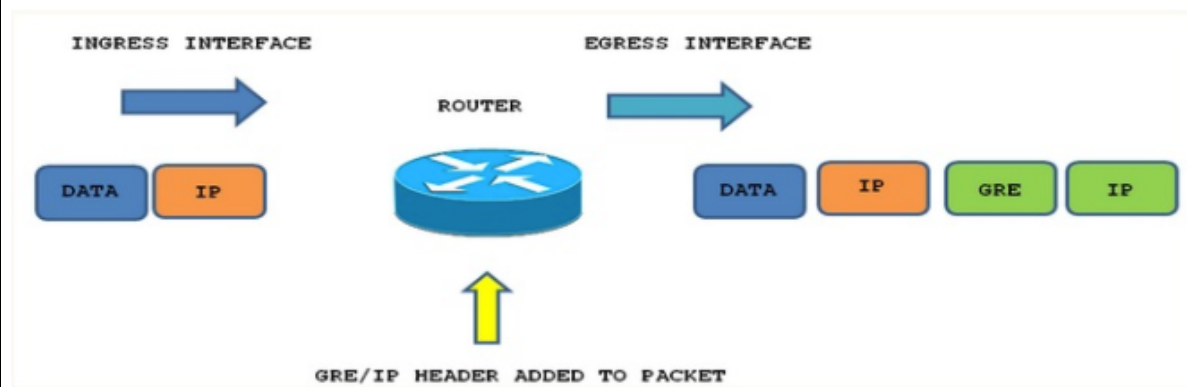 INGRESS INTERFACE
EGRESS INTERFACE
ROUTER
DATA
IP
DATA
IP
GRE
IP
GRE/IP HEADER ADDED TO PACKET